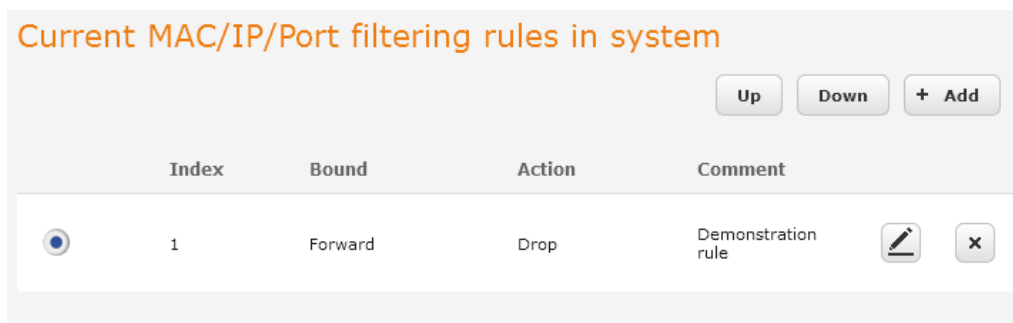 Current MAC/IP/Port filtering rules in system
Up Down + Add
Index Bound Action Comment
1 Forward Drop Demonstration
rule